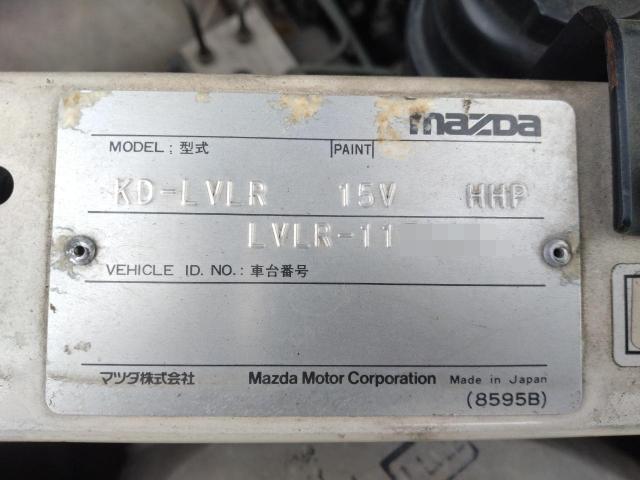 mazda
MODEL : 型式 PAINT
KD-LVLR 15V HHP
LVLR-11
VEHICLE ID. NO. : 車台番号
マツダ株式会社 Mazda Motor Corporation Made in Japan
(8595B)